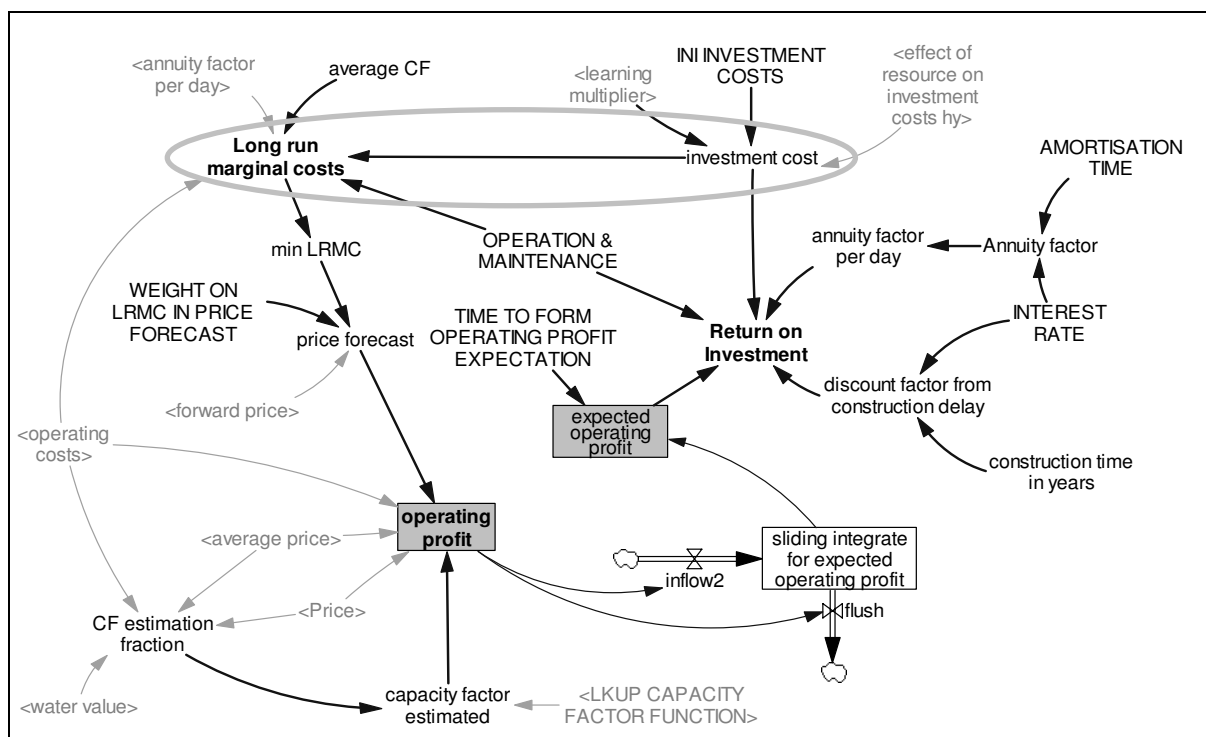 <annuity factor
per day>
average CF
<learning
multiplier>
INI INVESTMENT
COSTS
<effect of
resource on
investment
costs hy>
Long run
marginal costs
investment cost
AMORTISATION
TIME
min LRMC
OPERATION &
MAINTENANCE
annuity factor
per day
Annuity factor
WEIGHT ON
LRMC IN PRICE
FORECAST
price forecast
TIME TO FORM
OPERATING PROFIT
EXPECTATION
Return on
Investment
INTEREST
RATE
<forward price>
expected
operating
profit
discount factor from
construction delay
<operating
costs>
construction time
in years
operating
profit
<average price>
sliding integrate
for expected
operating profit
inflow2
<Price>
flush
CF estimation
fraction
<water value>
capacity factor
estimated
<LKUP CAPACITY
FACTOR FUNCTION>